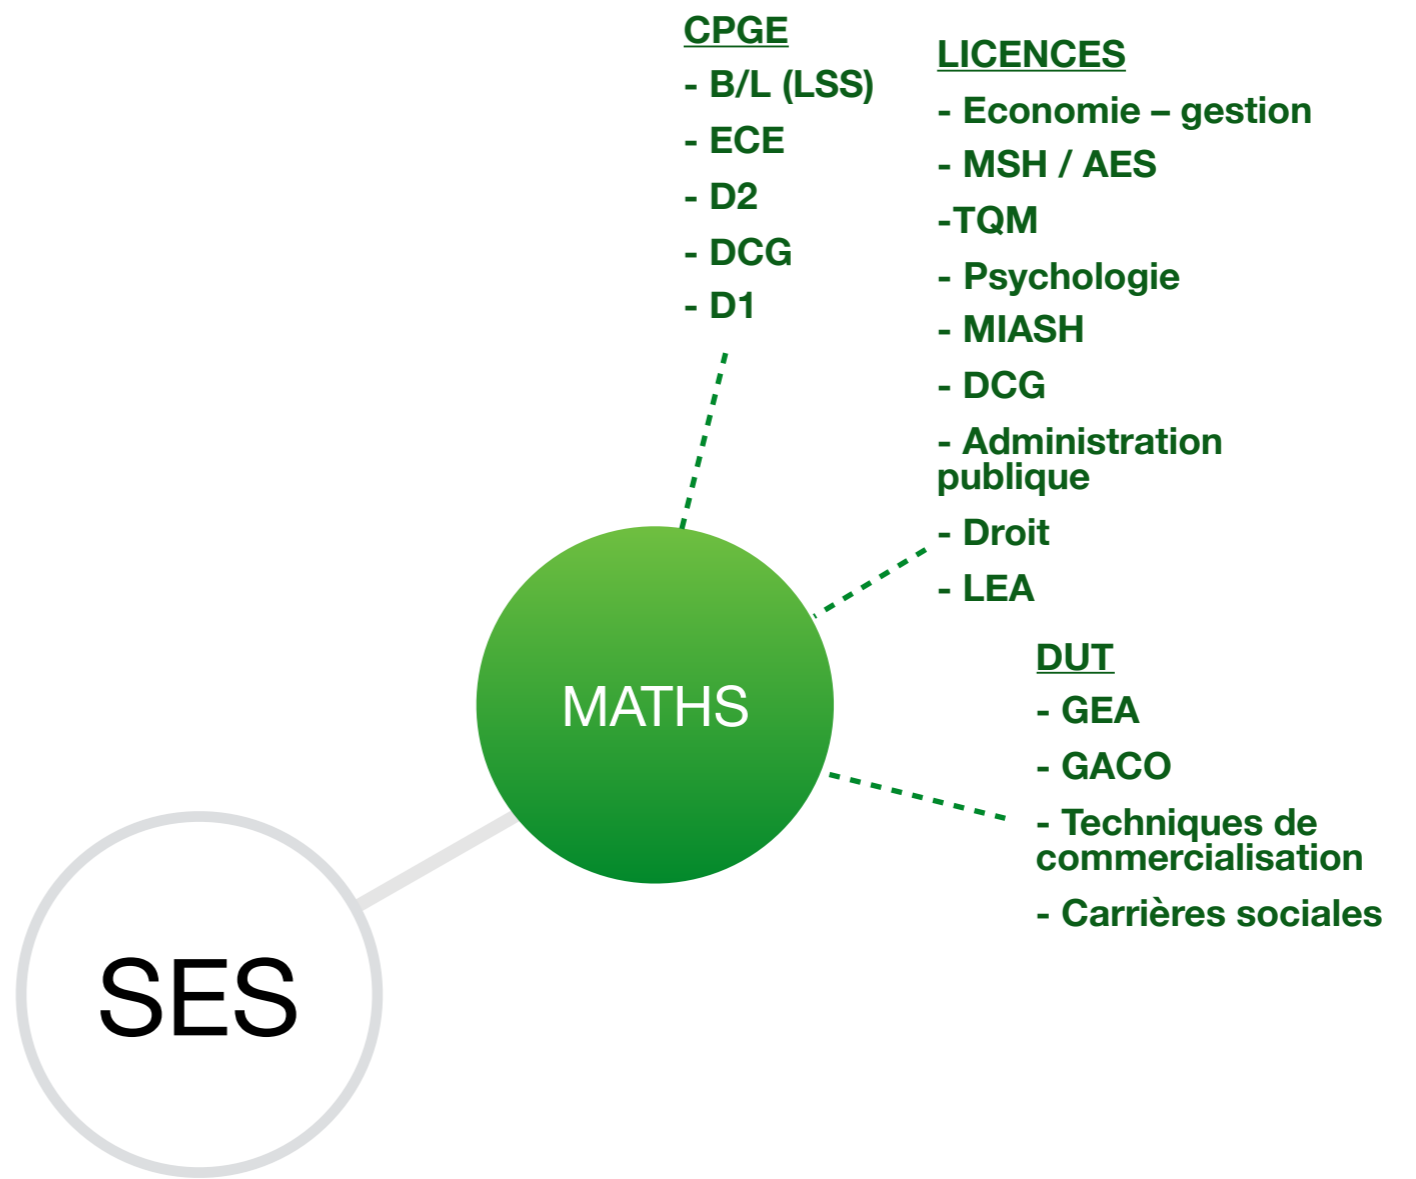 CPGE
- B/L (LSS)
- ECE
- D2
- DCG
- D1
LICENCES
- Economie – gestion
- MSH / AES
-TQM
- Psychologie
- MIASH
- DCG
- Administration
publique
- Droit
- LEA
DUT
- GEA
- GACO
- Techniques de
commercialisation
- Carrières sociales
MATHS
SES